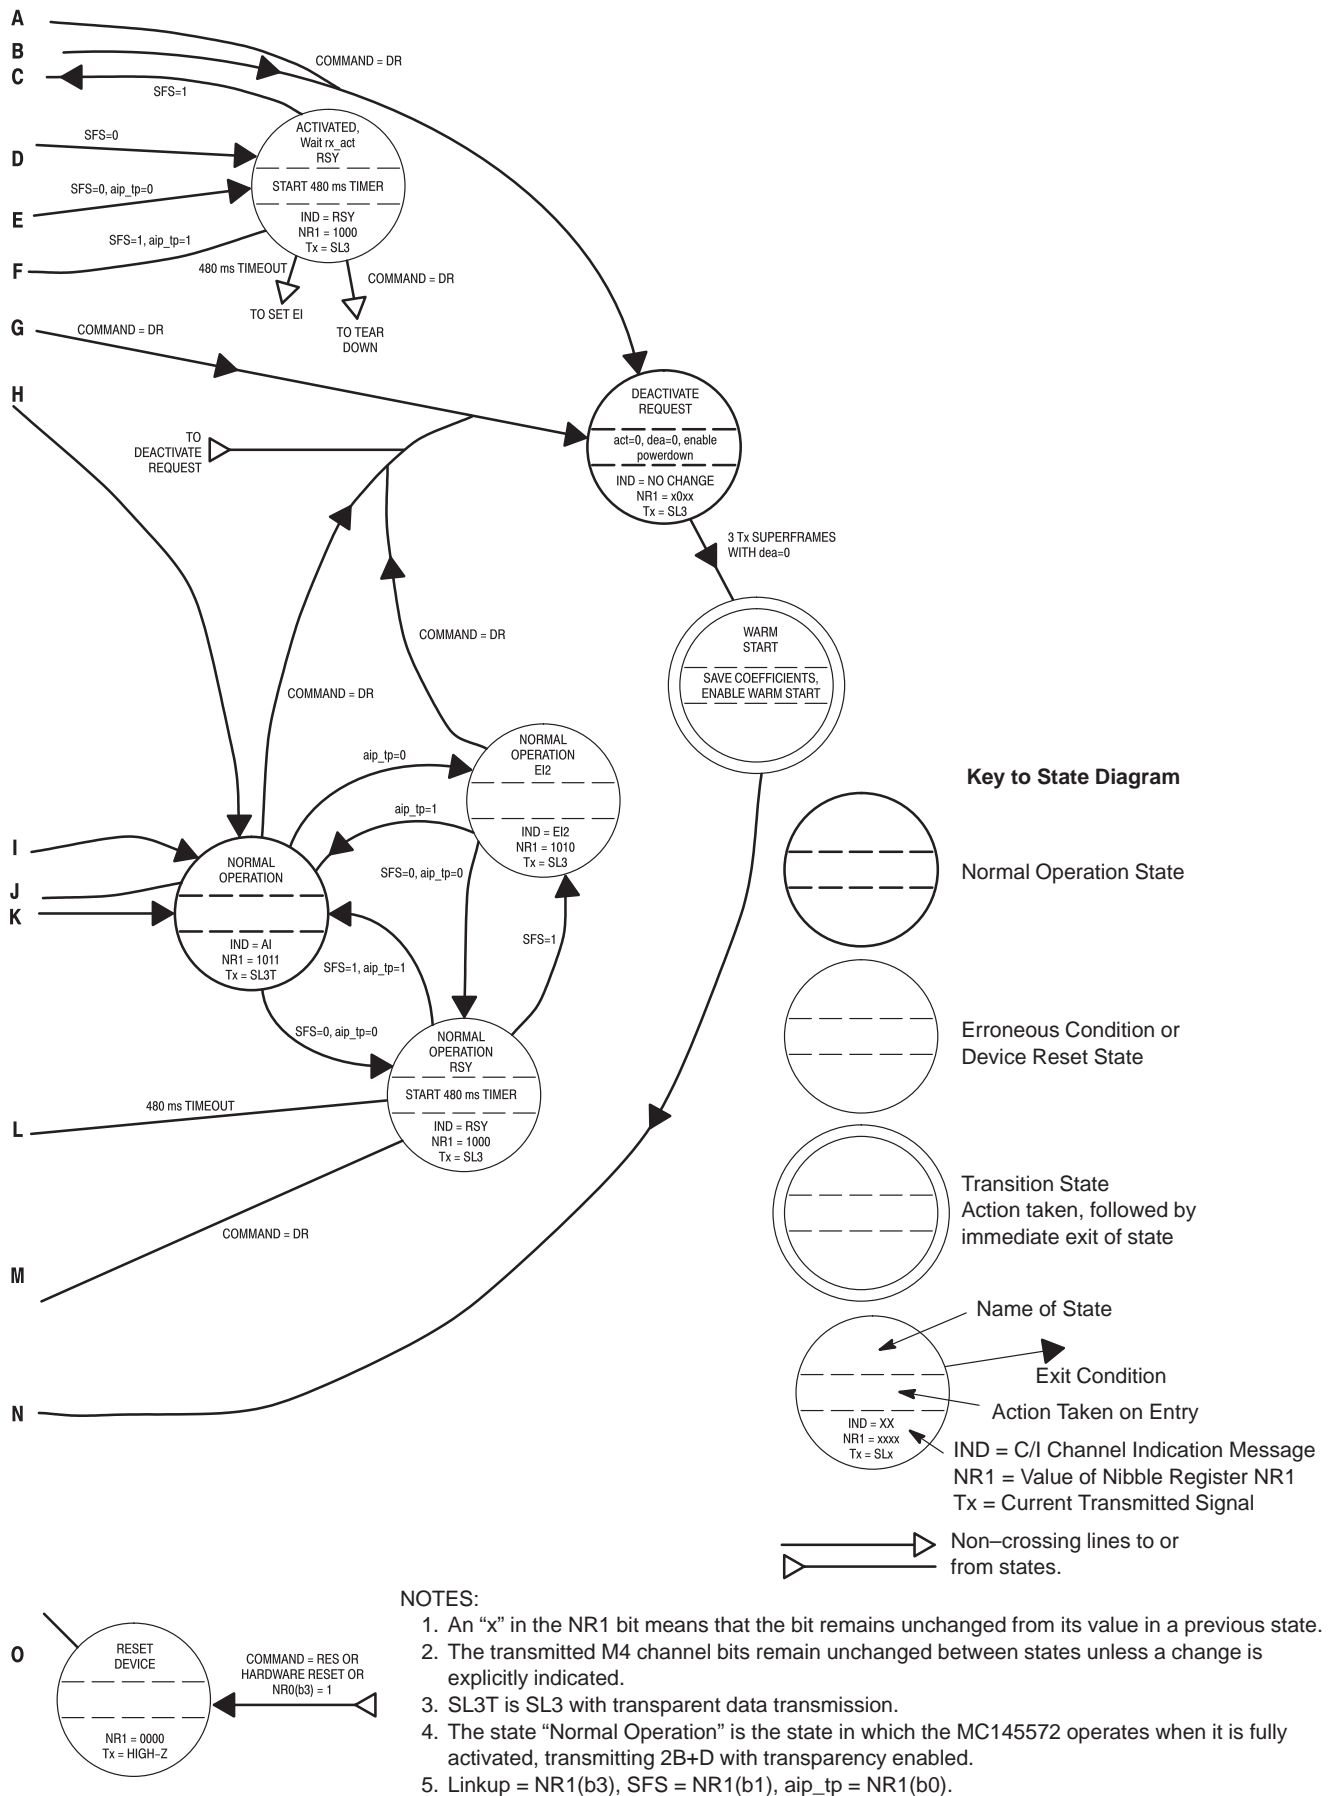 A
B
C
COMMAND = DR
SFS=1
ACTIVATED,
Wait rx_act
RSY
START 480 ms TIMER
IND = RSY
NR1 = 1000
Tx = SL3
D
SFS=0
E
SFS=0, aip_tp=0
F
SFS=1, aip_tp=1
480 ms TIMEOUT
TO SET EI
COMMAND = DR
TO TEAR
DOWN
G
COMMAND = DR
H
TO
DEACTIVATE
REQUEST
DEACTIVATE
REQUEST
act=0, dea=0, enable
powerdown
IND = NO CHANGE
NR1 = x0xx
Tx = SL3
3 Tx SUPERFRAMES
WITH dea=0
WARM
START
SAVE COEFFICIENTS,
ENABLE WARM START
COMMAND = DR
COMMAND = DR
aip_tp=0
NORMAL
OPERATION
EI2
IND = EI2
NR1 = 1010
Tx = SL3
aip_tp=1
SFS=0, aip_tp=0
I
J
K
NORMAL
OPERATION
IND = AI
NR1 = 1011
Tx = SL3T
SFS=1
SFS=1, aip_tp=1
SFS=0, aip_tp=0
NORMAL
OPERATION
RSY
START 480 ms TIMER
IND = RSY
NR1 = 1000
Tx = SL3
L
480 ms TIMEOUT
M
COMMAND = DR
N
Key to State Diagram
Normal Operation State
Erroneous Condition or
Device Reset State
Transition State
Action taken, followed by
immediate exit of state
Name of State
Exit Condition
Action Taken on Entry
IND = XX
NR1 = xxxx
Tx = SLx
IND = C/I Channel Indication Message
NR1 = Value of Nibble Register NR1
Tx = Current Transmitted Signal
Non–crossing lines to or
from states.
O
RESET
DEVICE
NR1 = 0000
Tx = HIGH–Z
COMMAND = RES OR
HARDWARE RESET OR
NR0(b3) = 1
NOTES:
1. An “x” in the NR1 bit means that the bit remains unchanged from its value in a previous state.
2. The transmitted M4 channel bits remain unchanged between states unless a change is
explicitly indicated.
3. SL3T is SL3 with transparent data transmission.
4. The state “Normal Operation” is the state in which the MC145572 operates when it is fully
activated, transmitting 2B+D with transparency enabled.
5. Linkup = NR1(b3), SFS = NR1(b1), aip_tp = NR1(b0).